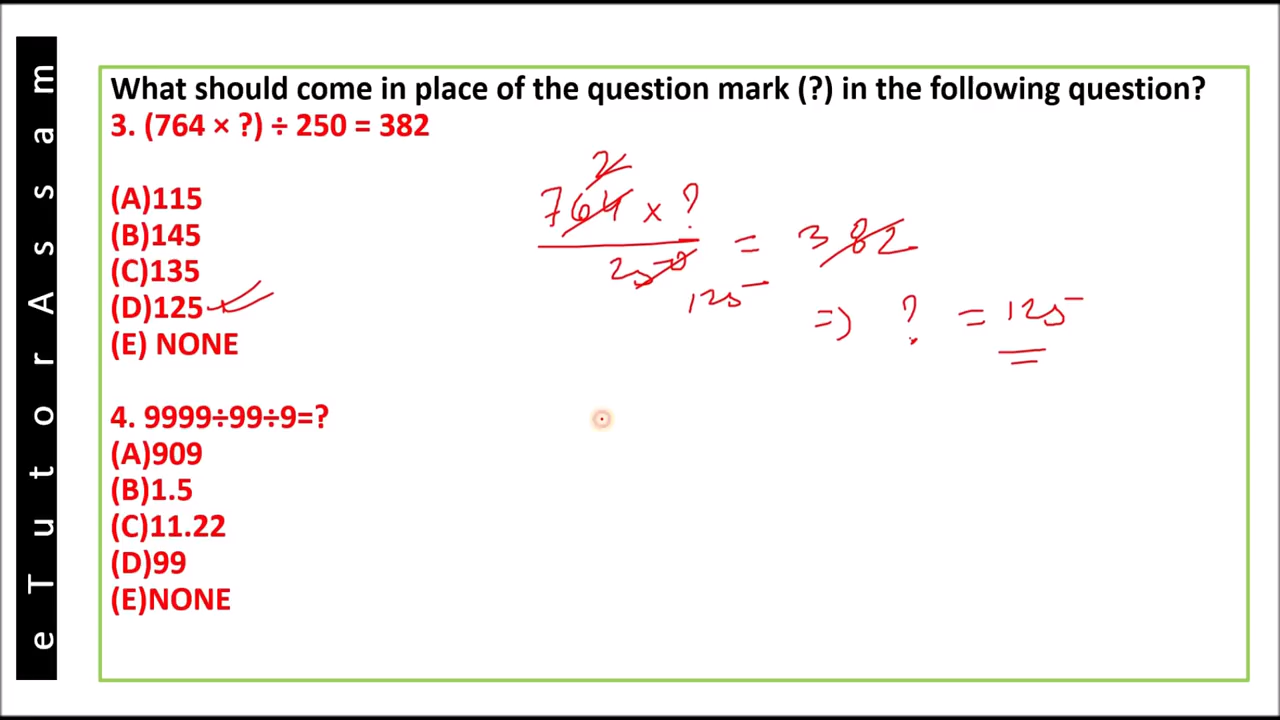 eTutorAssam
What should come in place of the question mark (?) in the following question?
3. (764 × ?) ÷ 250 = 382
(A)115
(B)145
(C)135
(D)125
(E) NONE
2
764 × ?
= 382
250
125
=> ? = 125
4. 9999÷99÷9=?
(A)909
(B)1.5
(C)11.22
(D)99
(E)NONE